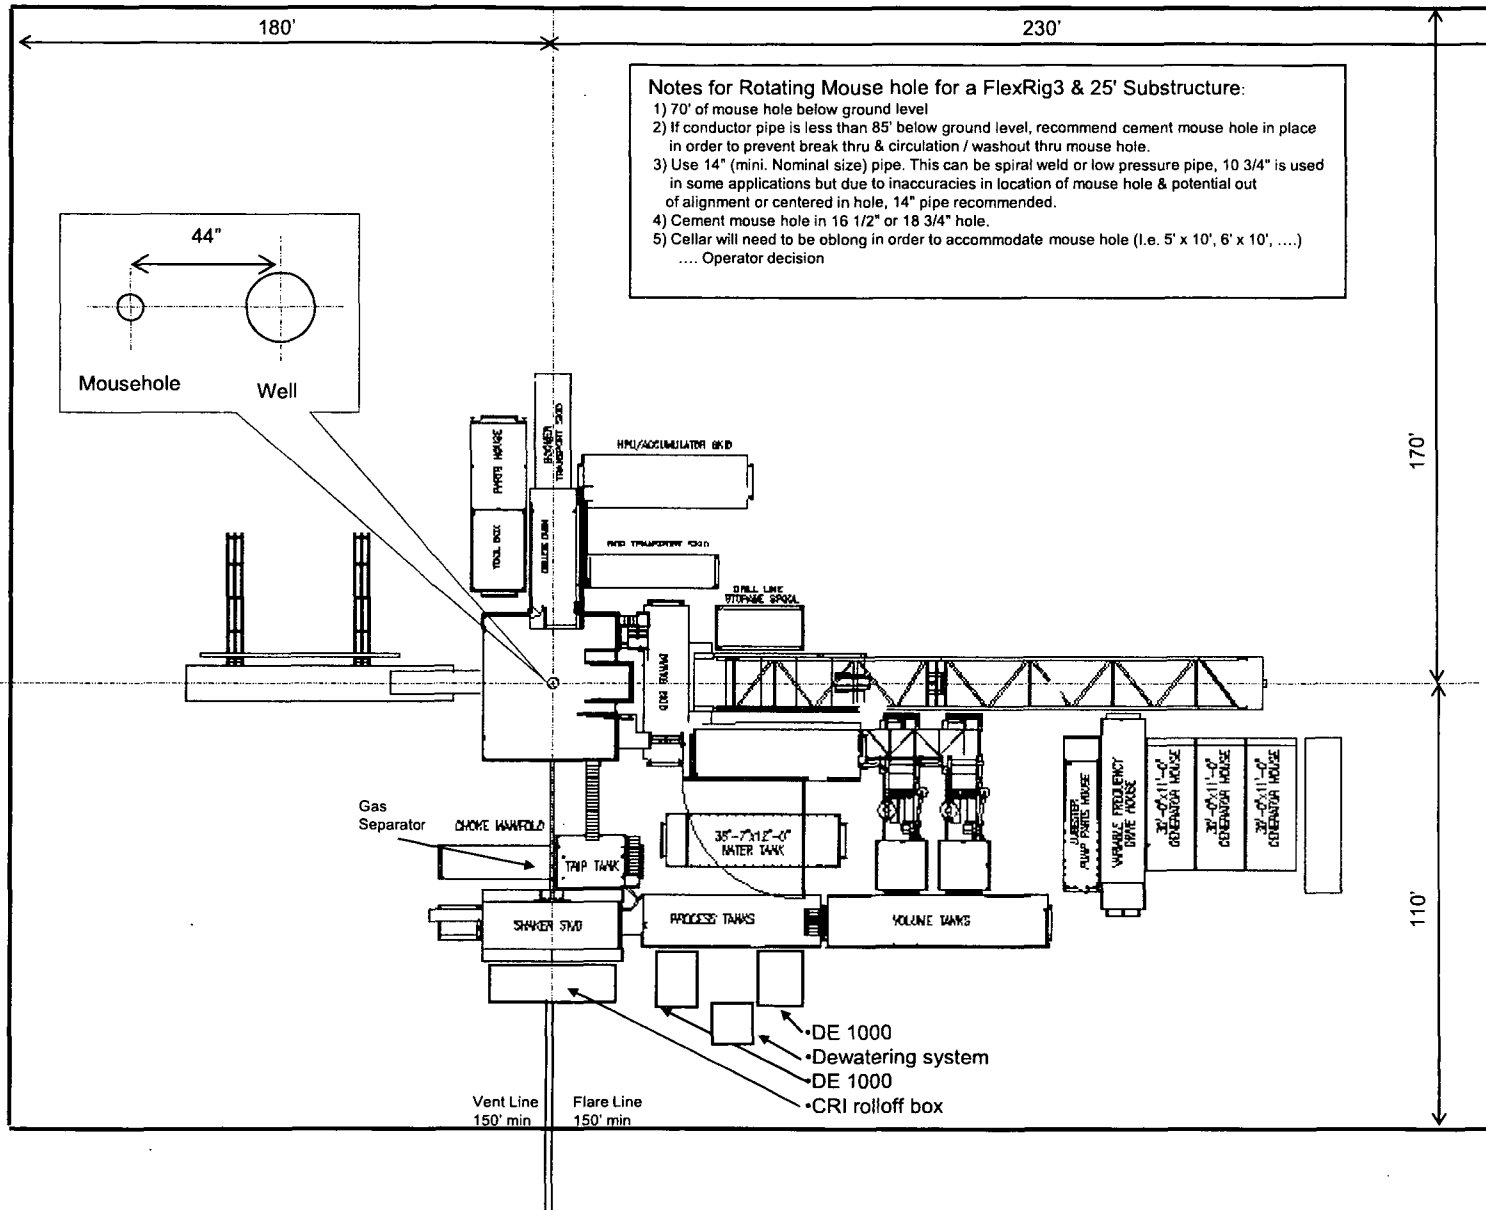 180'
230'
Notes for Rotating Mouse hole for a FlexRig3 & 25' Substructure:
1) 70' of mouse hole below ground level
2) If conductor pipe is less than 85' below ground level, recommend cement mouse hole in place
in order to prevent break thru & circulation / washout thru mouse hole.
3) Use 14" (mini. Nominal size) pipe. This can be spiral weld or low pressure pipe, 10 3/4" is used
in some applications but due to inaccuracies in location of mouse hole & potential out
of alignment or centered in hole, 14" pipe recommended.
4) Cement mouse hole in 16 1/2" or 18 3/4" hole.
5) Cellar will need to be oblong in order to accommodate mouse hole (I.e. 5' x 10', 6' x 10', ....)
.... Operator decision
44"
Mousehole
Well
170'
PARTS HOUSE
TOOL BOX
TRANSPORT SKID
HPU/ACCUMULATOR SKID
TRANSPORT SKID
DRILL LINE
STORAGE SPOOL
SKID
Gas
Separator
CHOKE MANIFOLD
TRIP TANK
WATER TANK
PUMP PARTS HOUSE
VARIABLE FREQUENCY
DRIVE HOUSE
GENERATOR HOUSE
GENERATOR HOUSE
GENERATOR HOUSE
110'
SHAKER SKID
PROCESS TANKS
VOLUME TANKS
•DE 1000
•Dewatering system
•DE 1000
•CRI rolloff box
Vent Line
150' min
Flare Line
150' min